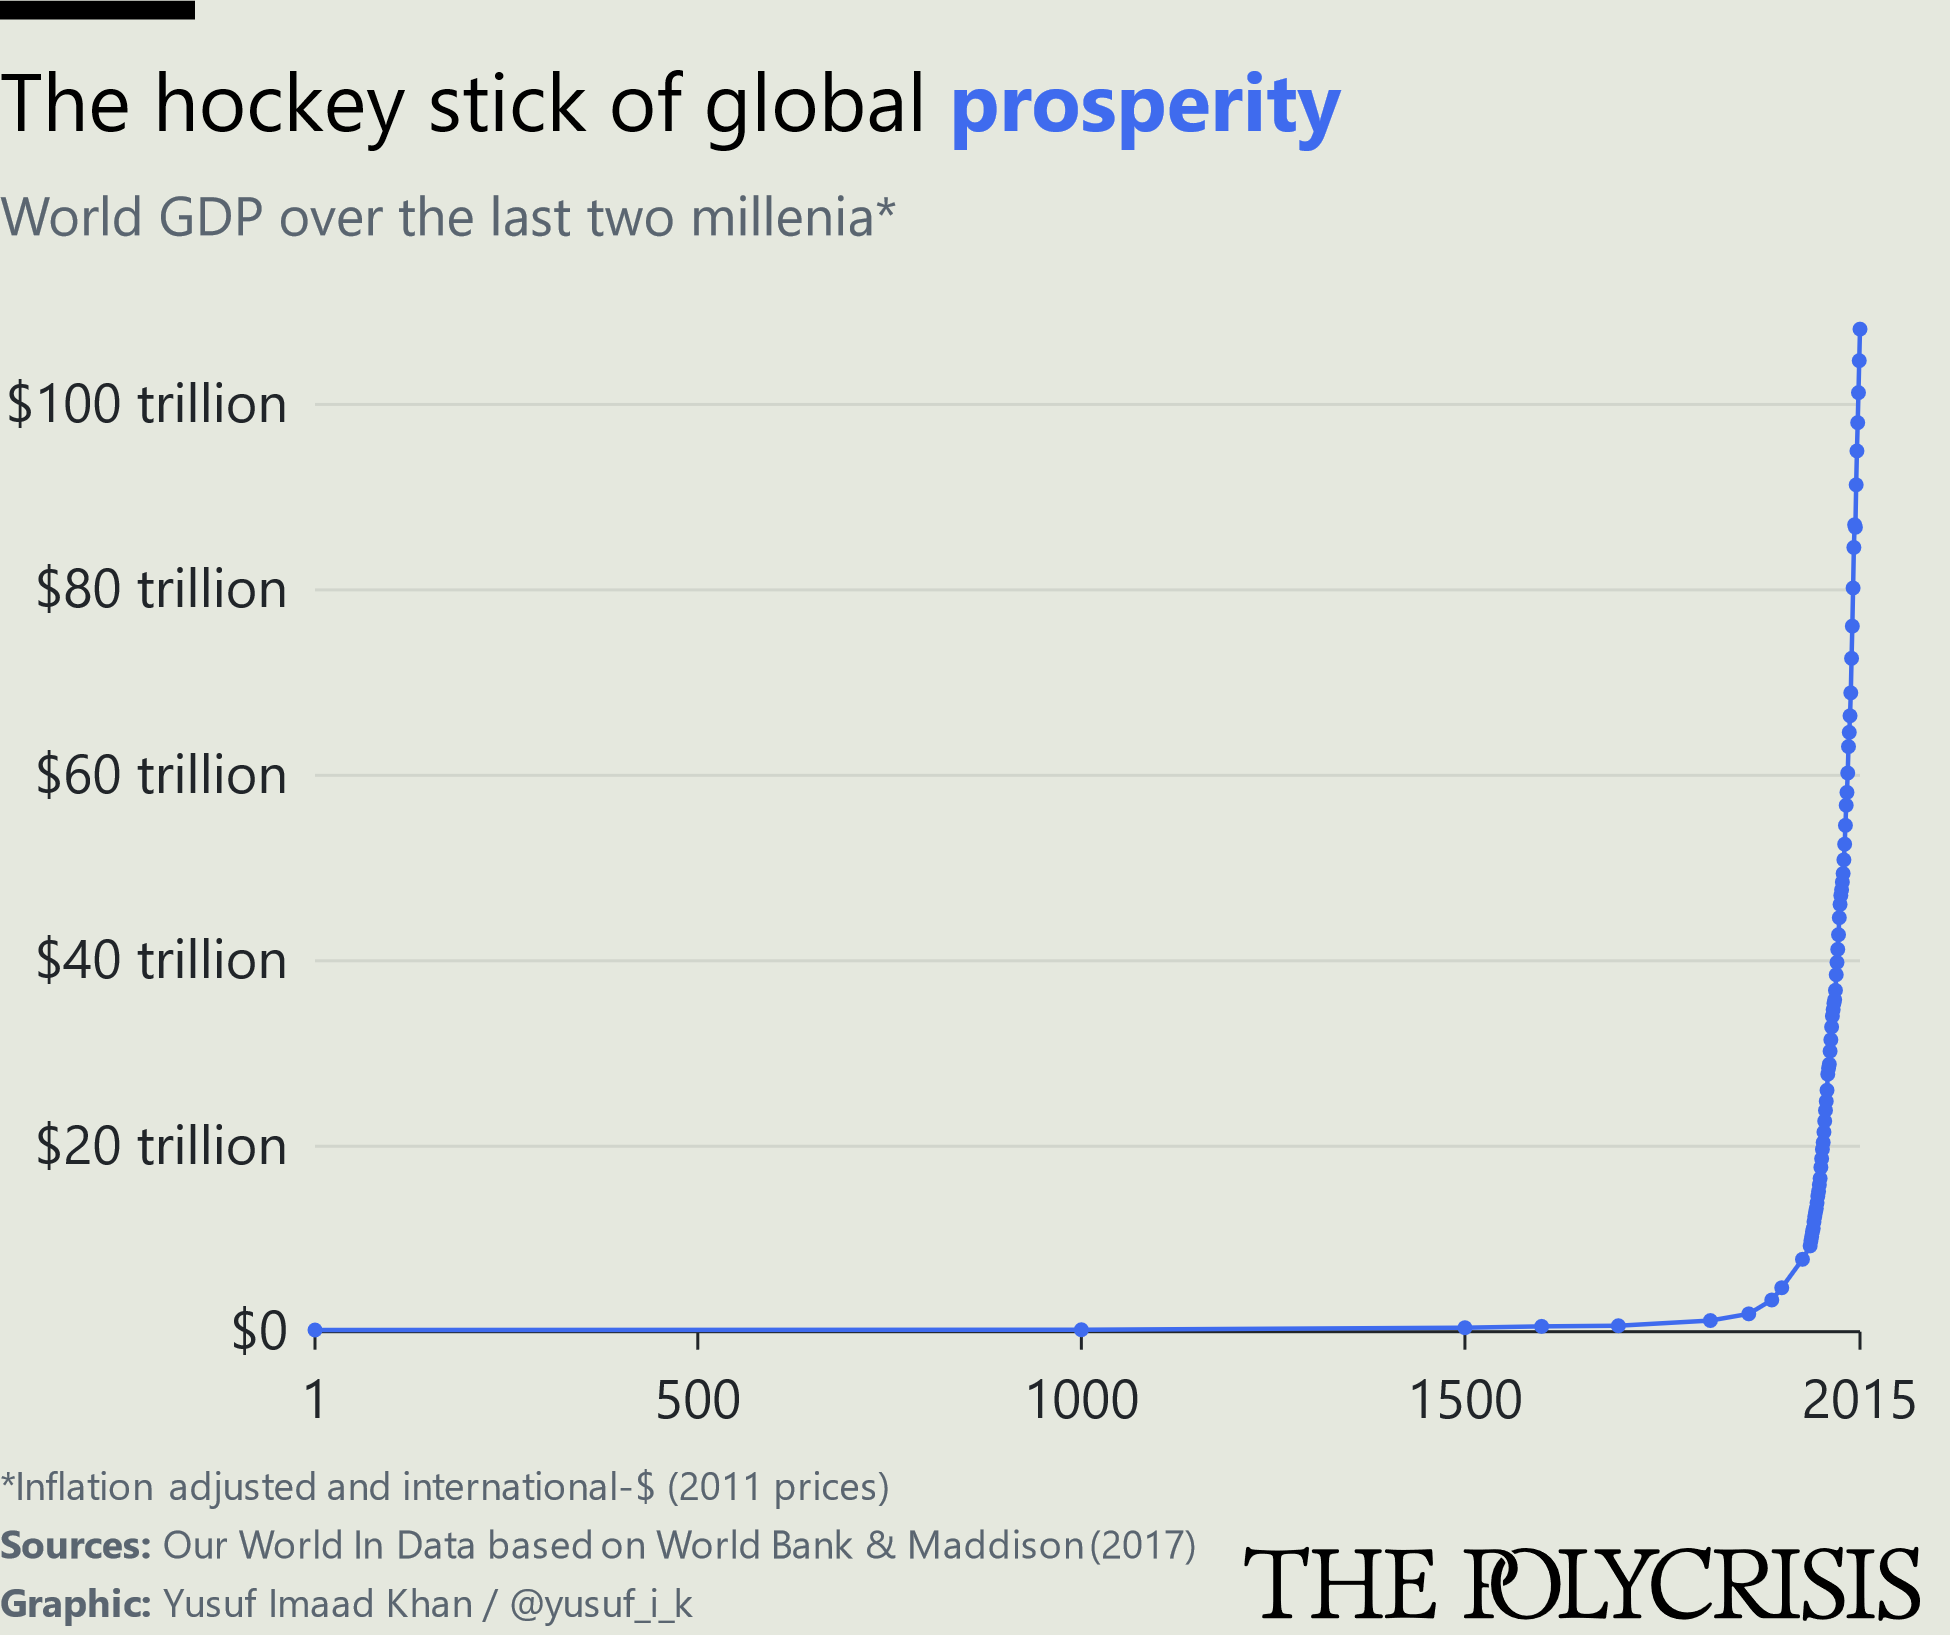 The hockey stick of global prosperity
World GDP over the last two millenia*
$100 trillion
$80 trillion
$60 trillion
$40 trillion
$20 trillion
$0
1 500 1000 1500 2015
*Inflation adjusted and international-$ (2011 prices)
Sources: Our World In Data based on World Bank & Maddison (2017)
Graphic: Yusuf Imaad Khan / @yusuf_i_k
THE POLYCRISIS